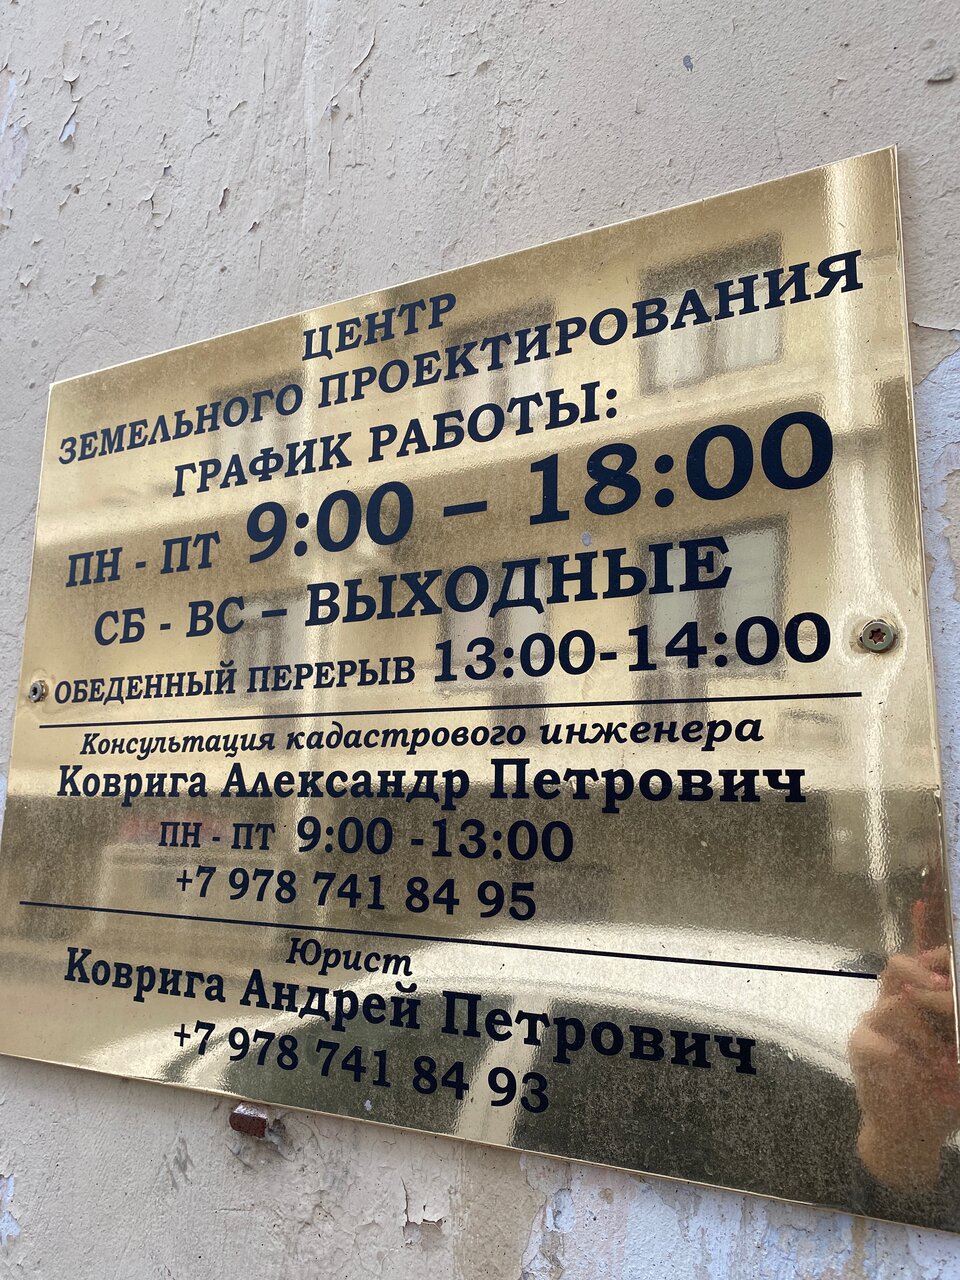 ЦЕНТР
ЗЕМЕЛЬНОГО ПРОЕКТИРОВАНИЯ
ГРАФИК РАБОТЫ:
ПН - ПТ 9:00 – 18:00
СБ - ВС – ВЫХОДНЫЕ
ОБЕДЕННЫЙ ПЕРЕРЫВ 13:00-14:00
Консультация кадастрового инженера
Коврига Александр Петрович
ПН - ПТ 9:00 -13:00
+7 978 741 84 95
Юрист
Коврига Андрей Петрович
+7 978 741 84 93